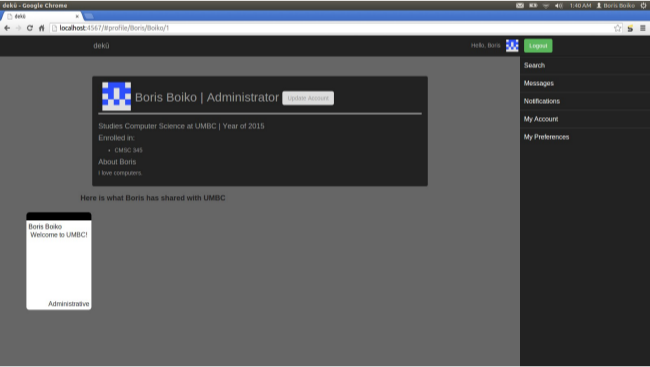 dekü - Google Chrome
1:40 AM Boris Boiko
dekü
localhost:4567/#profile/Boris/Boiko/1
dekü
Hello, Boris
Logout
Search
Messages
Notifications
My Account
My Preferences
Boris Boiko | Administrator
Update Account
Studies Computer Science at UMBC | Year of 2015
Enrolled in:
CMSC 345
About Boris
I love computers.
Here is what Boris has shared with UMBC
Boris Boiko
Welcome to UMBC!
Administrative